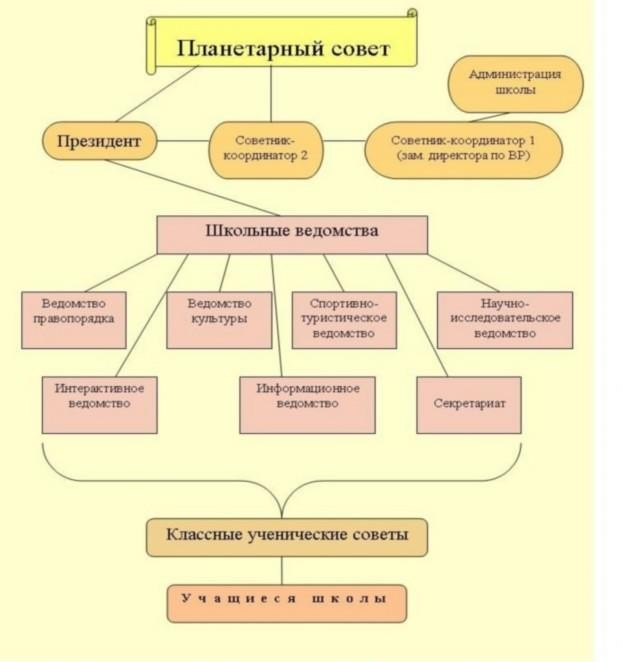 Планетарный совет
Администрация
школы
Президент
Советник-
координатор 2
Советник-координатор 1
(зам. директора по ВР)
Школьные ведомства
Ведомство
правопорядка
Ведомство
культуры
Спортивно-
туристическое
ведомство
Научно-
исследовательское
ведомство
Интерактивное
ведомство
Информационное
ведомство
Секретариат
Классные ученические советы
Учащиеся школы